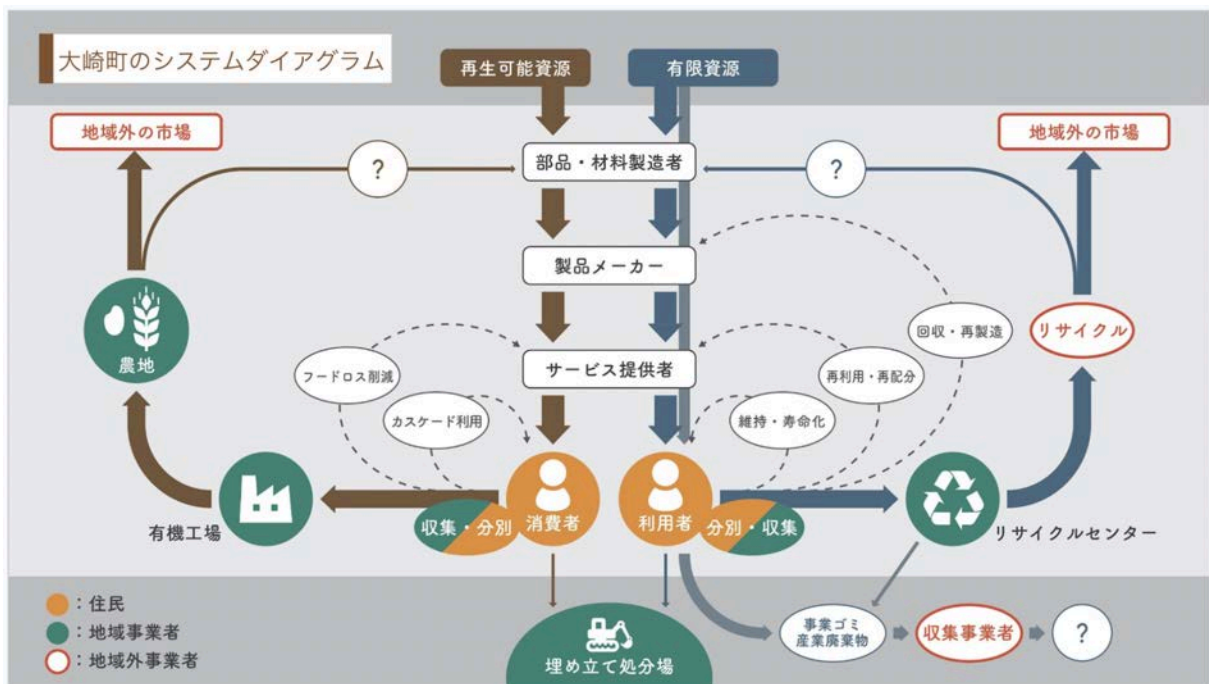 大崎町のシステムダイアグラム
再生可能資源
有限資源
地域外の市場
地域外の市場
?
部品・材料製造者
?
製品メーカー
農地
フードロス削減
カスケード利用
サービス提供者
維持・寿命化
再利用・再配分
回収・再製造
リサイクル
有機工場
収集・分別
消費者
利用者
分別・収集
リサイクルセンター
:住民
:地域事業者
:地域外事業者
埋め立て処分場
事業ゴミ
産業廃棄物
収集事業者
?